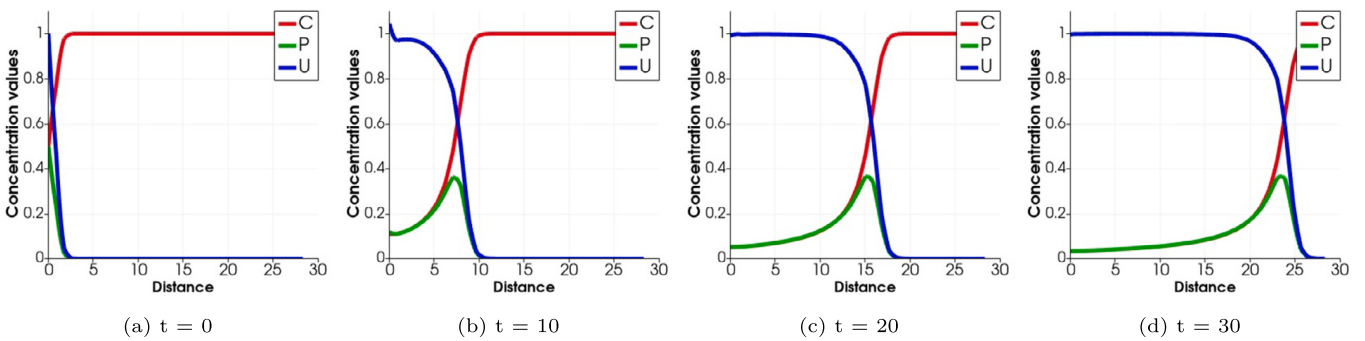 Concentration values
1
0.8
0.6
0.4
0.2
0
0 5 10 15 20 25 30
Distance
C
P
U
(a) t = 0
Concentration values
1
0.8
0.6
0.4
0.2
0
0 5 10 15 20 25 30
Distance
C
P
U
(b) t = 10
Concentration values
1
0.8
0.6
0.4
0.2
0
0 5 10 15 20 25 30
Distance
C
P
U
(c) t = 20
Concentration values
1
0.8
0.6
0.4
0.2
0
0 5 10 15 20 25 30
Distance
C
P
U
(d) t = 30